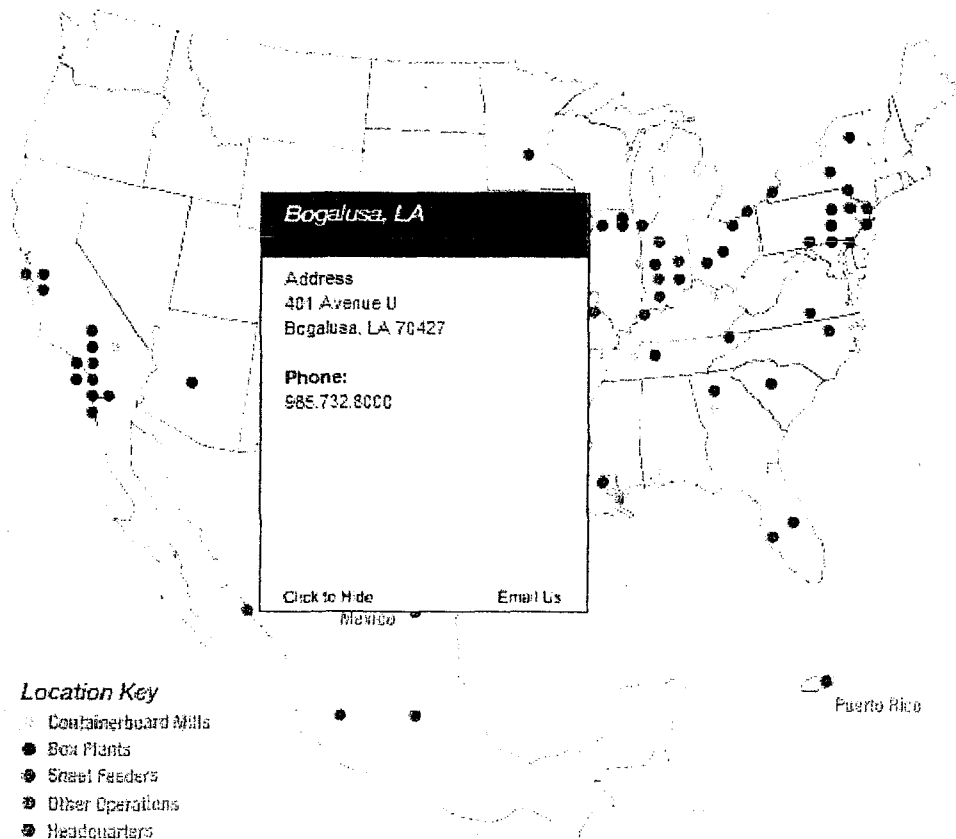 Bogalusa, LA
Address
401 Avenue U
Bogalusa, LA 70427
Phone:
985.732.8000
Click to Hide
Email Us
Mexico
Puerto Rico
Location Key
Containerboard Mills
Box Plants
Sheet Feeders
Other Operations
Headquarters